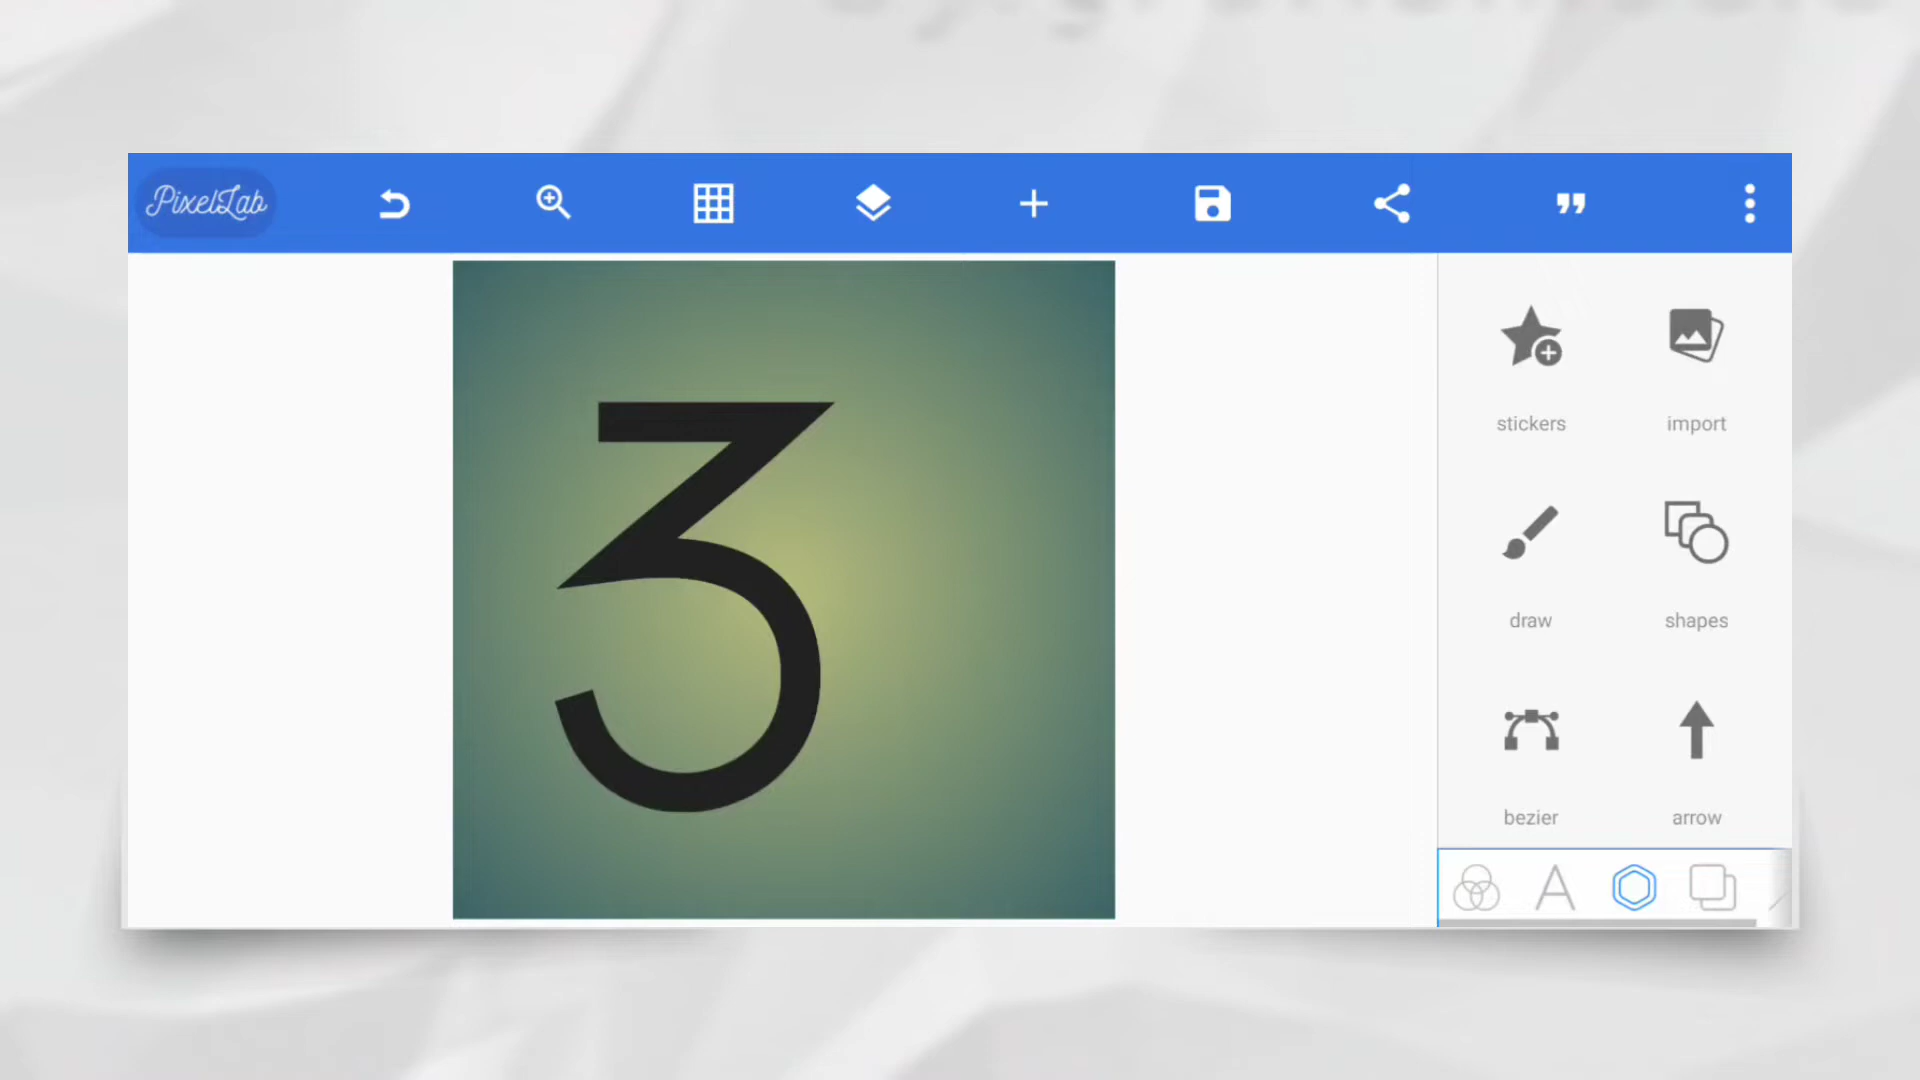 PixelLab
3
stickers import
draw shapes
bezier arrow